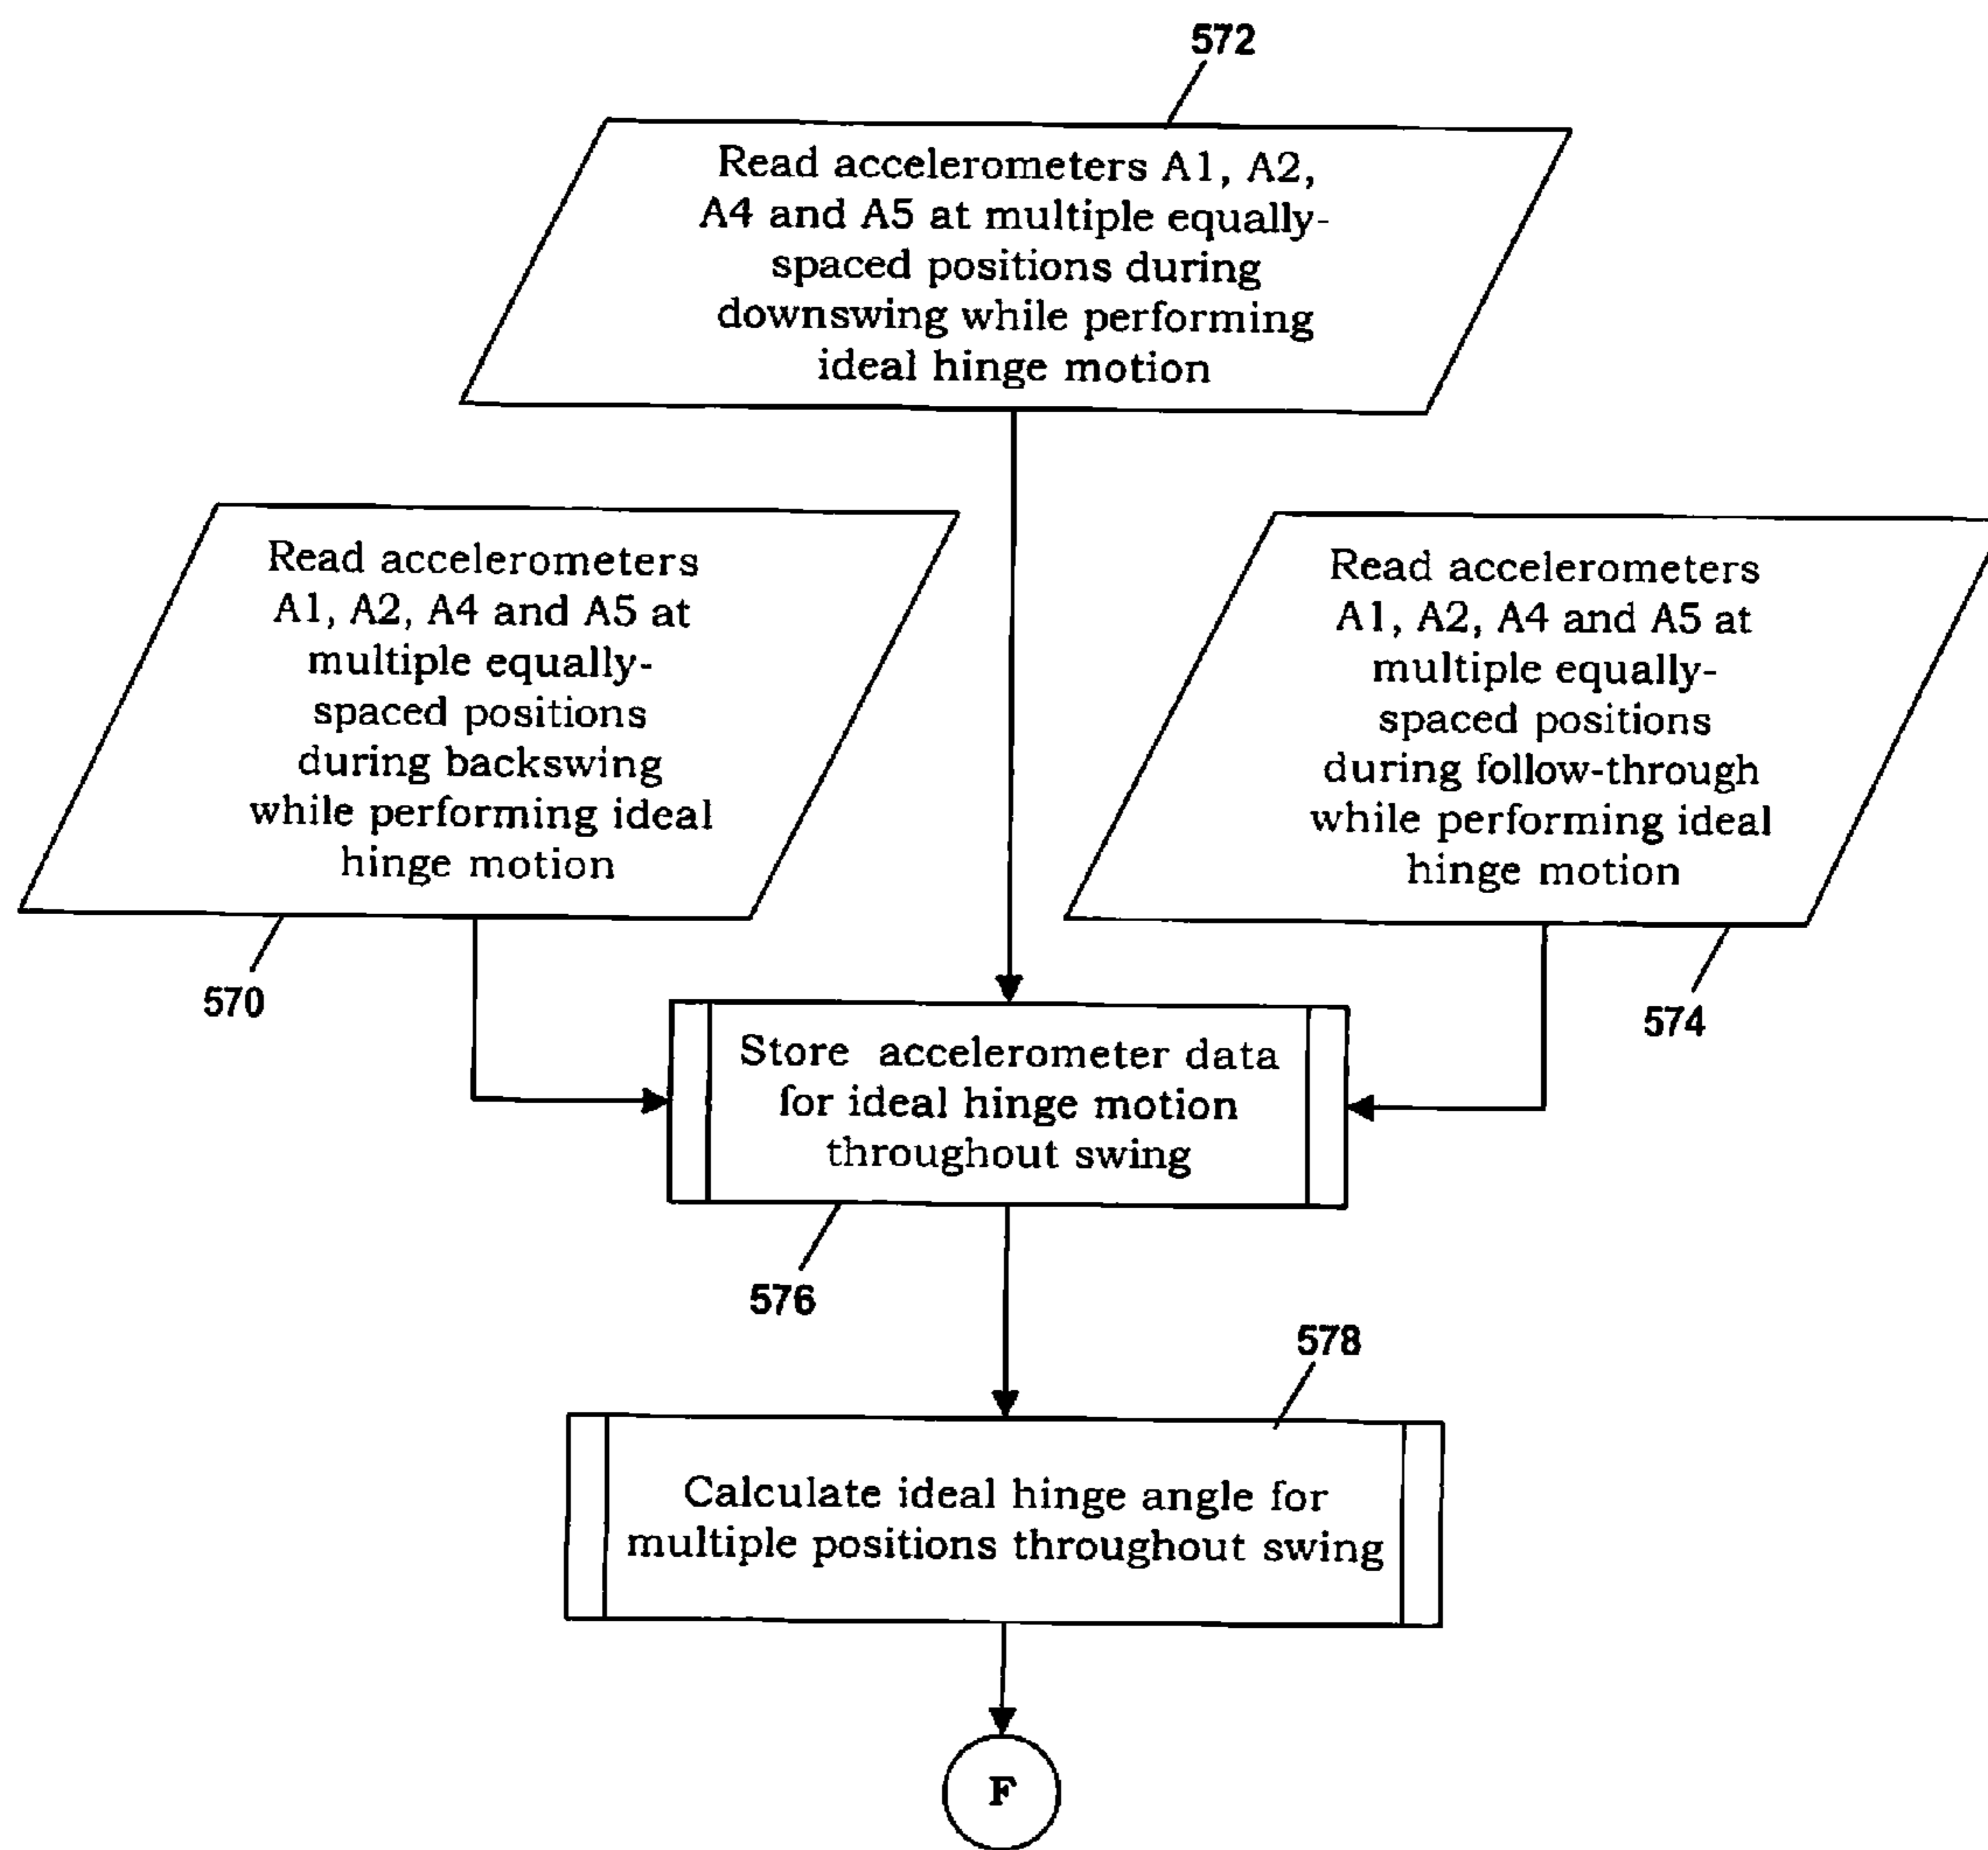 572
Read accelerometers A1, A2,
A4 and A5 at multiple equally-
spaced positions during
downswing while performing
ideal hinge motion
Read accelerometers
A1, A2, A4 and A5 at
multiple equally-
spaced positions
during backswing
while performing ideal
hinge motion
570
Read accelerometers
A1, A2, A4 and A5 at
multiple equally-
spaced positions
during follow-through
while performing ideal
hinge motion
574
Store accelerometer data
for ideal hinge motion
throughout swing
576
578
Calculate ideal hinge angle for
multiple positions throughout swing
F